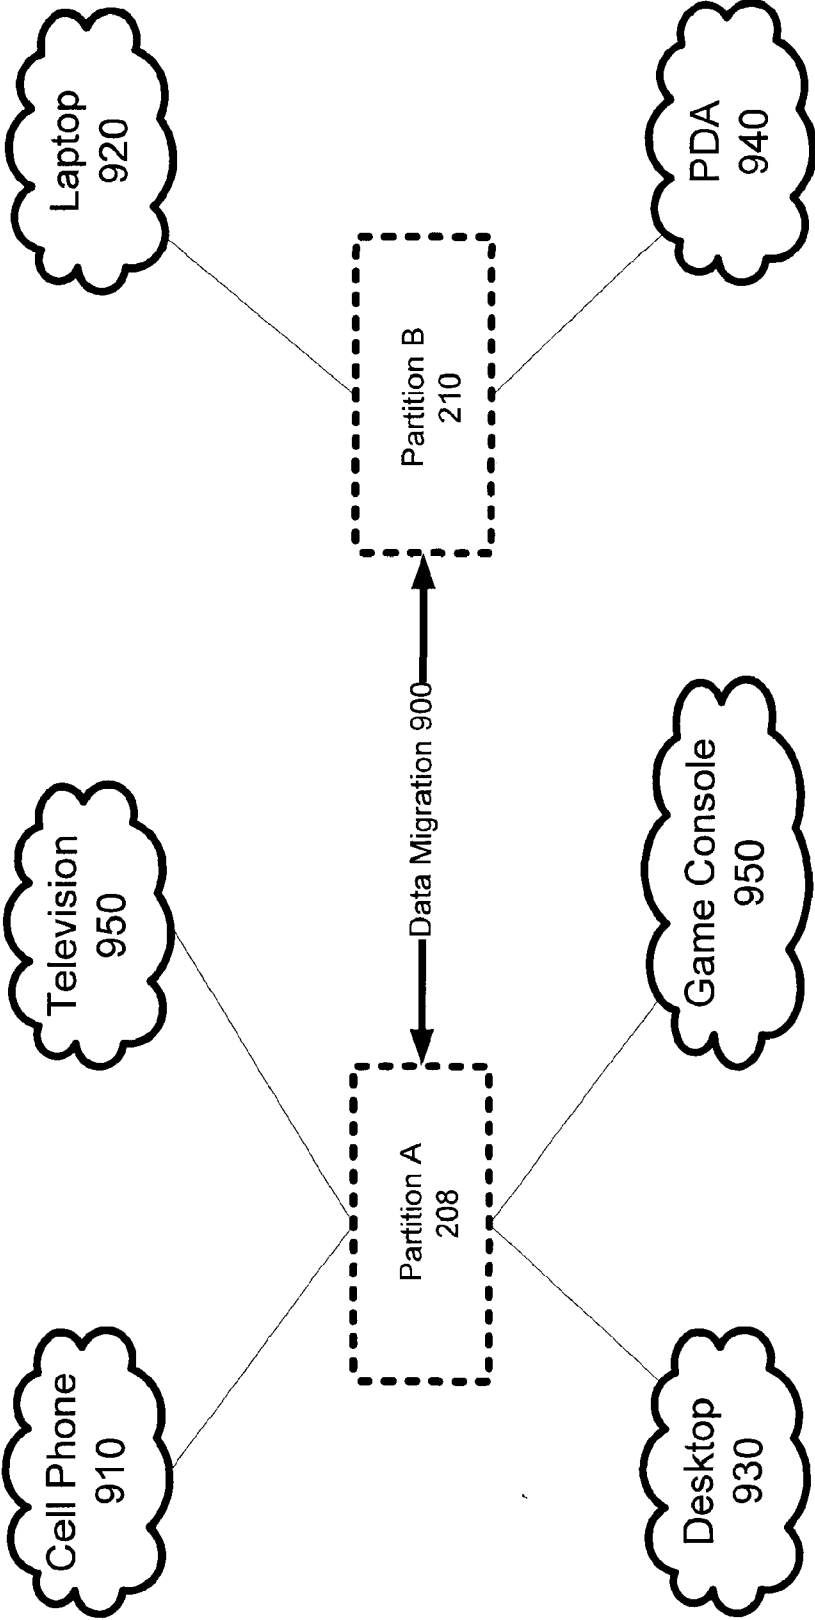 Cell Phone
910
Television
950
Laptop
920
Partition A
208
Data Migration 900
Partition B
210
Desktop
930
Game Console
950
PDA
940